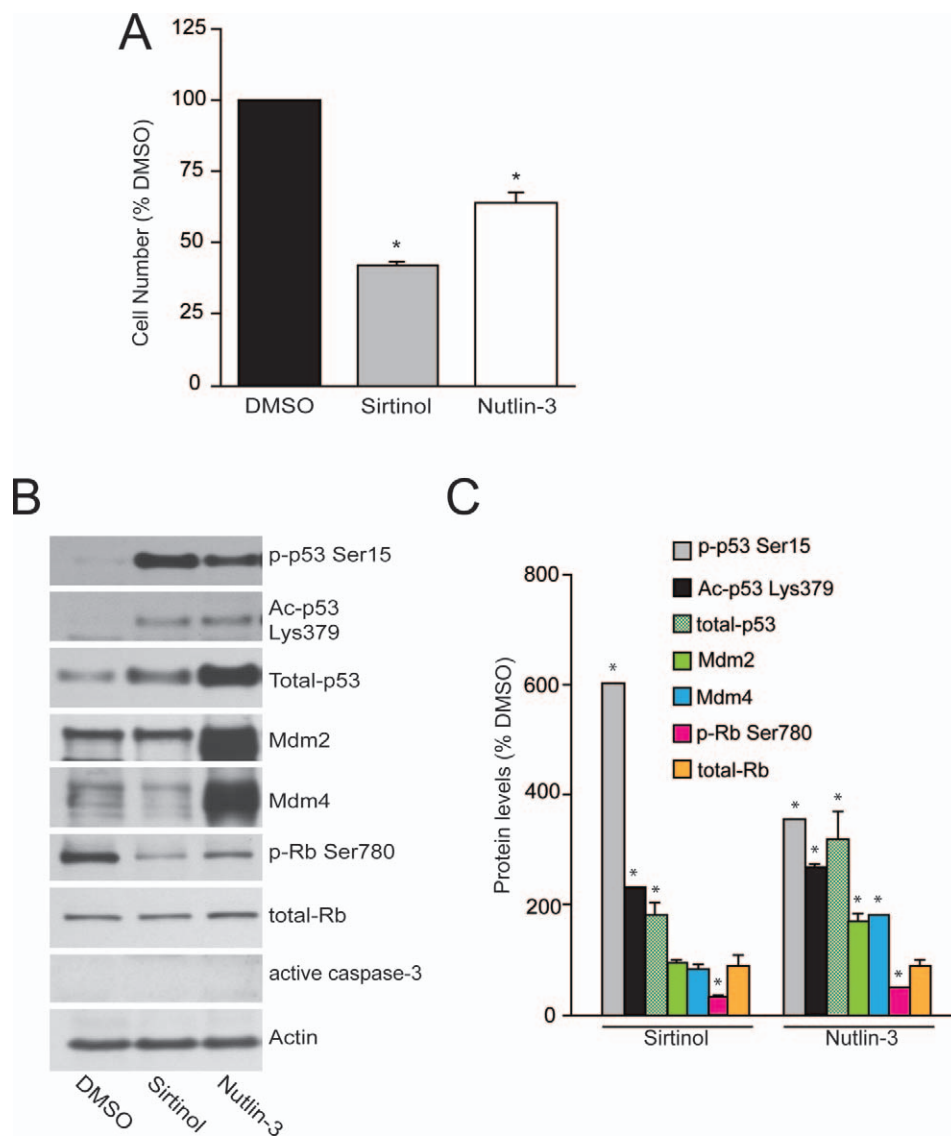 A
125
100
75
50
25
0
Cell Number (% DMSO)
*
*
DMSO Sirtinol Nutlin-3
B
p-p53 Ser15
Ac-p53
Lys379
Total-p53
Mdm2
Mdm4
p-Rb Ser780
total-Rb
active caspase-3
Actin
DMSO
Sirtinol
Nutlin-3
C
p-p53 Ser15
Ac-p53 Lys379
total-p53
Mdm2
Mdm4
p-Rb Ser780
total-Rb
800
600
400
200
0
Protein levels (% DMSO)
* * * *
* * * * * *
Sirtinol Nutlin-3